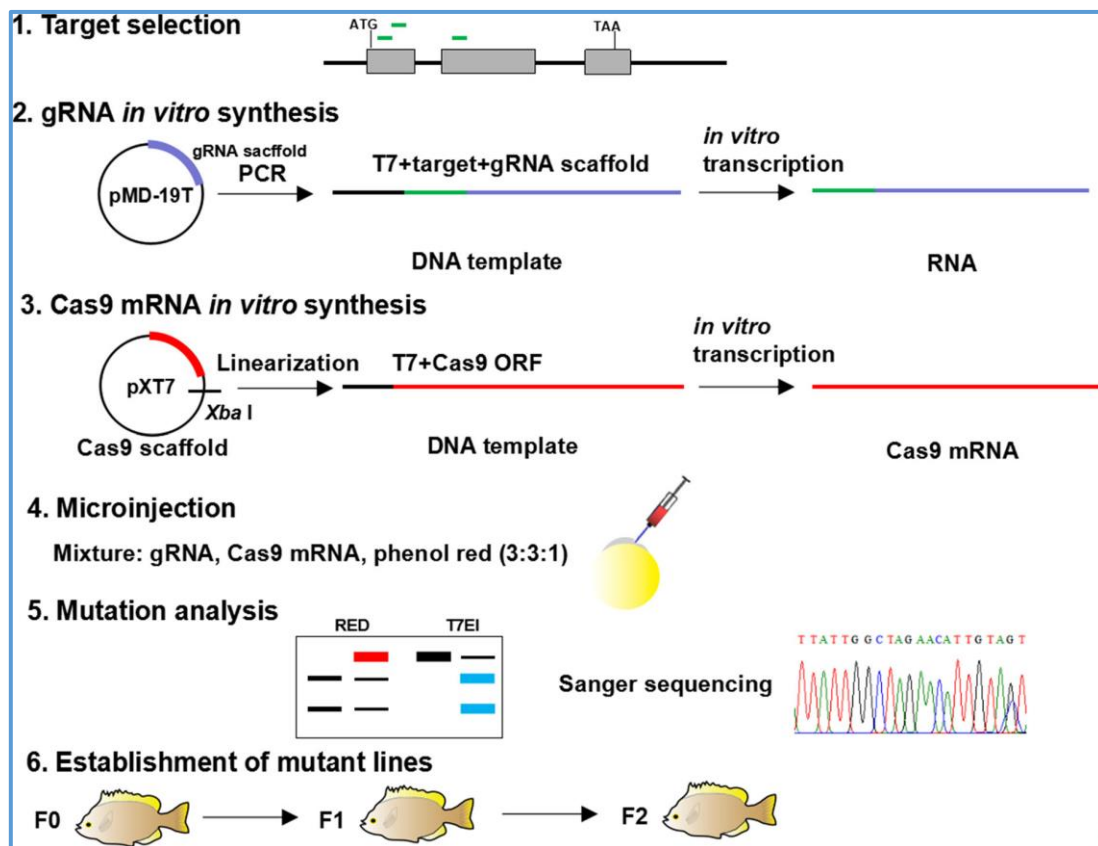 1. Target selection
ATG
TAA
2. gRNA in vitro synthesis
pMD-19T
gRNA sacffold
PCR
T7+target+gRNA scaffold
in vitro
transcription
DNA template
RNA
3. Cas9 mRNA in vitro synthesis
pXT7
Xba I
Cas9 scaffold
Linearization
T7+Cas9 ORF
in vitro
transcription
DNA template
Cas9 mRNA
4. Microinjection
Mixture: gRNA, Cas9 mRNA, phenol red (3:3:1)
5. Mutation analysis
RED
T7EI
Sanger sequencing
T TATTGGCTAGAACATTGTAGT
6. Establishment of mutant lines
F0
F1
F2